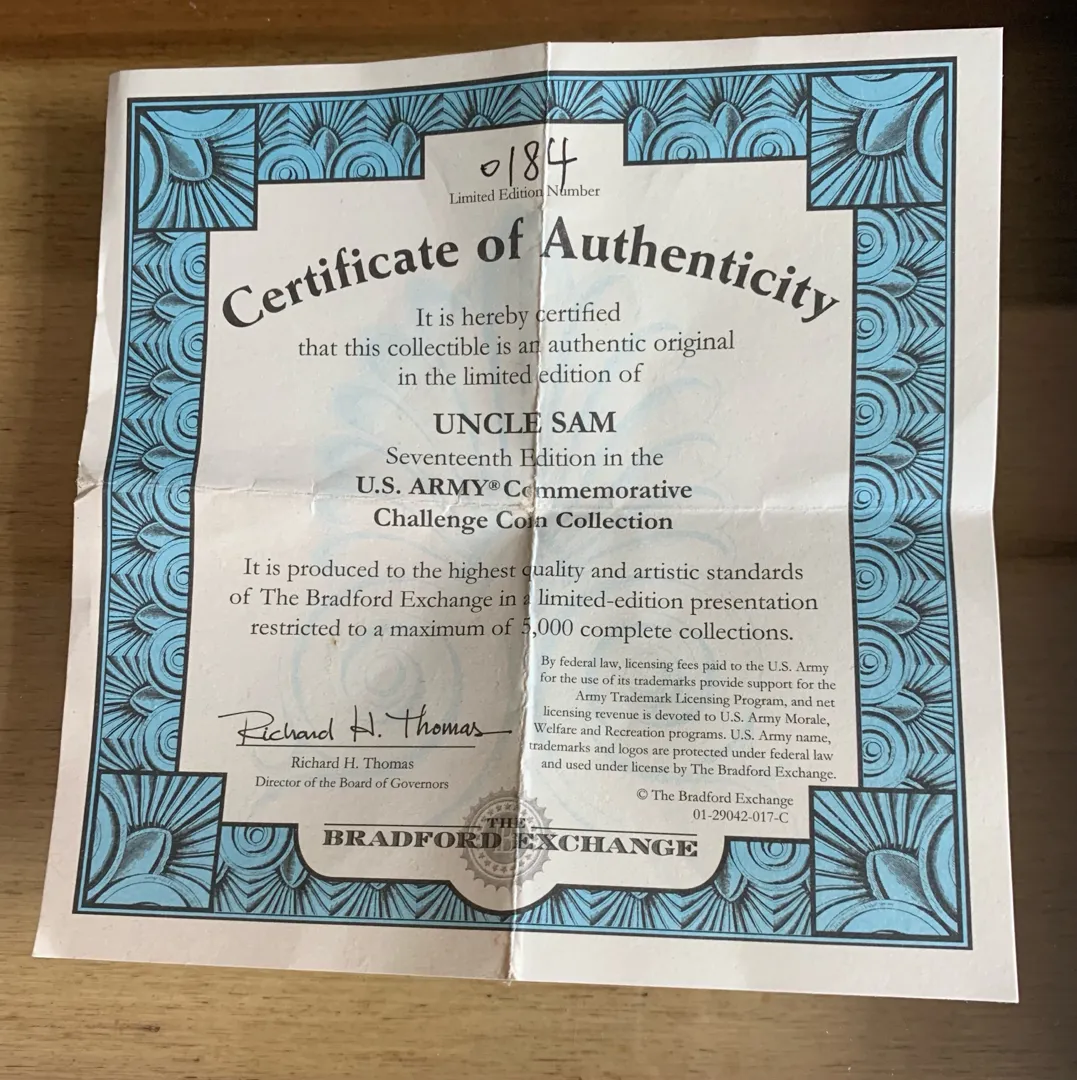 0184
Limited Edition Number
Certificate of Authenticity
It is hereby certified
that this collectible is an authentic original
in the limited edition of
UNCLE SAM
Seventeenth Edition in the
U.S. ARMY® Commemorative
Challenge Coin Collection
It is produced to the highest quality and artistic standards
of The Bradford Exchange in a limited-edition presentation
restricted to a maximum of 5,000 complete collections.
By federal law, licensing fees paid to the U.S. Army
for the use of its trademarks provide support for the
Army Trademark Licensing Program, and net
licensing revenue is devoted to U.S. Army Morale,
Welfare and Recreation programs. U.S. Army name,
trademarks and logos are protected under federal law
and used under license by The Bradford Exchange.
Richard H. Thomas
Richard H. Thomas
Director of the Board of Governors
© The Bradford Exchange
01-29042-017-C
THE
BRADFORD EXCHANGE